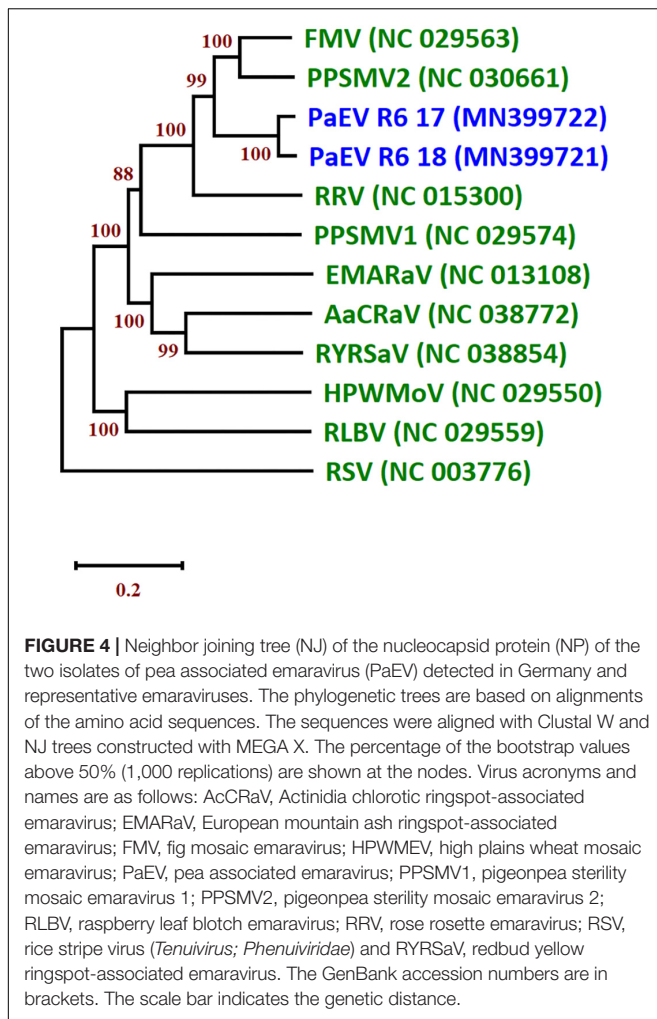 100
FMV (NC 029563)
99
PPSMV2 (NC 030661)
100
PaEV R6 17 (MN399722)
88
100
PaEV R6 18 (MN399721)
RRV (NC 015300)
100
PPSMV1 (NC 029574)
EMARaV (NC 013108)
100
AaCRaV (NC 038772)
99
RYRSaV (NC 038854)
HPWMoV (NC 029550)
100
RLBV (NC 029559)
RSV (NC 003776)
0.2
FIGURE 4 | Neighbor joining tree (NJ) of the nucleocapsid protein (NP) of the
two isolates of pea associated emaravirus (PaEV) detected in Germany and
representative emaraviruses. The phylogenetic trees are based on alignments
of the amino acid sequences. The sequences were aligned with Clustal W and
NJ trees constructed with MEGA X. The percentage of the bootstrap values
above 50% (1,000 replications) are shown at the nodes. Virus acronyms and
names are as follows: AcCRaV, Actinidia chlorotic ringspot-associated
emaravirus; EMARaV, European mountain ash ringspot-associated
emaravirus; FMV, fig mosaic emaravirus; HPWMEV, high plains wheat mosaic
emaravirus; PaEV, pea associated emaravirus; PPSMV1, pigeonpea sterility
mosaic emaravirus 1; PPSMV2, pigeonpea sterility mosaic emaravirus 2;
RLBV, raspberry leaf blotch emaravirus; RRV, rose rosette emaravirus; RSV,
rice stripe virus (Tenuivirus; Phenuiviridae) and RYRSaV, redbud yellow
ringspot-associated emaravirus. The GenBank accession numbers are in
brackets. The scale bar indicates the genetic distance.